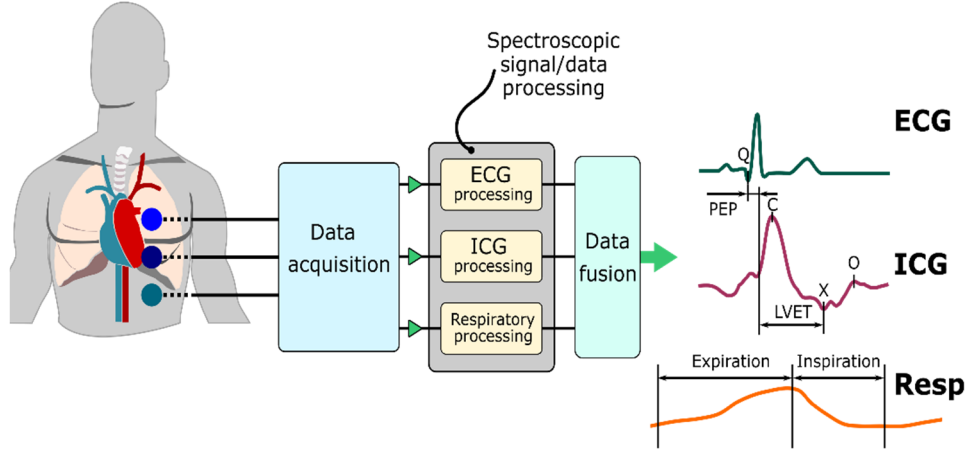 Spectroscopic
signal/data
processing
Data
acquisition
ECG
processing
ICG
processing
Respiratory
processing
Data
fusion
ECG
Q
PEP
C
ICG
O
X
LVET
Expiration
Inspiration
Resp